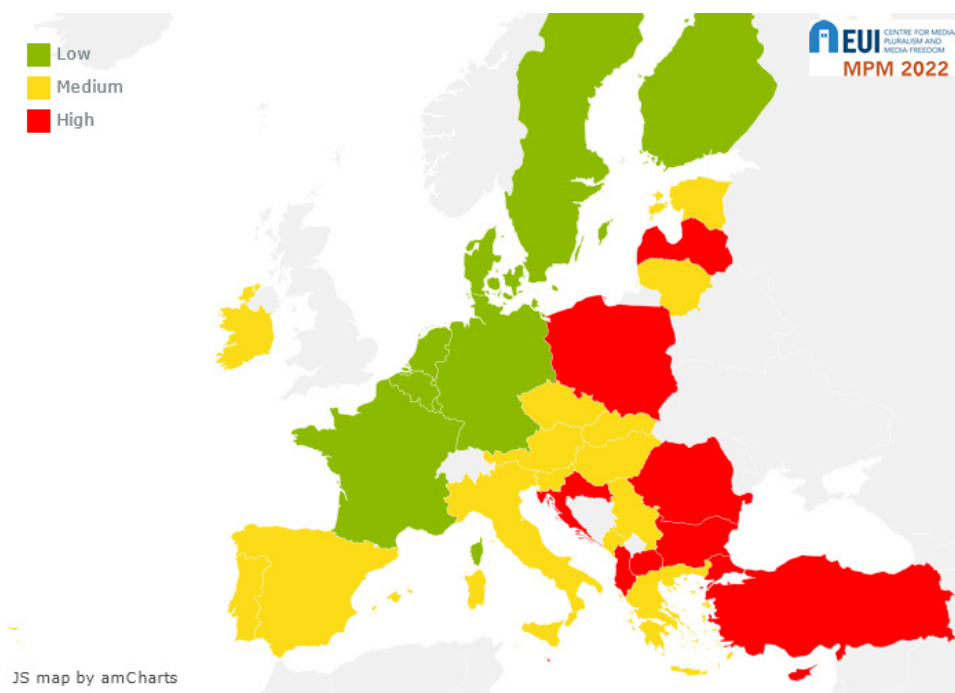 Low
Medium
High
EUI CENTRE FOR MEDIA
PLURALISM AND
MEDIA FREEDOM
MPM 2022
JS map by amCharts